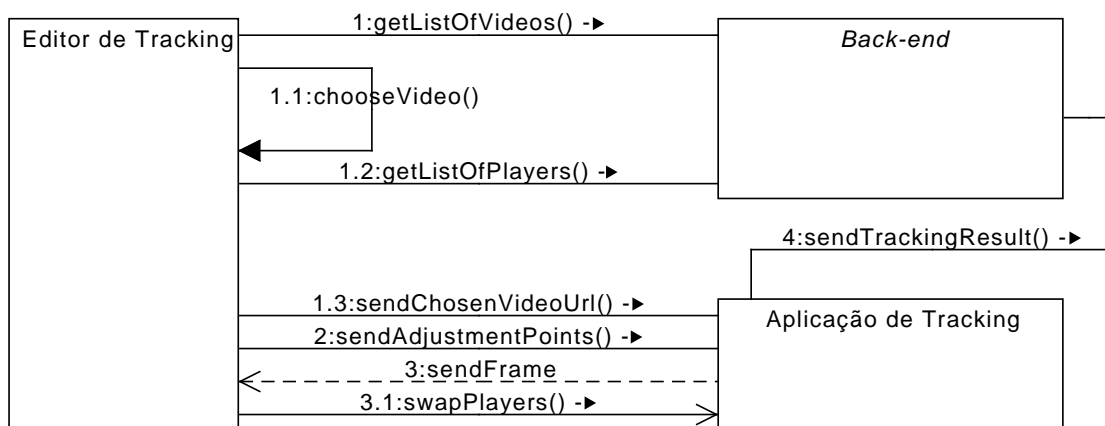 1:getListOfVideos()
Editor de Tracking
Back-end
1.1:chooseVideo()
1.2:getListOfPlayers()
4:sendTrackingResult()
1.3:sendChosenVideoUrl()
Aplicação de Tracking
2:sendAdjustmentPoints()
3:sendFrame
3.1:swapPlayers()